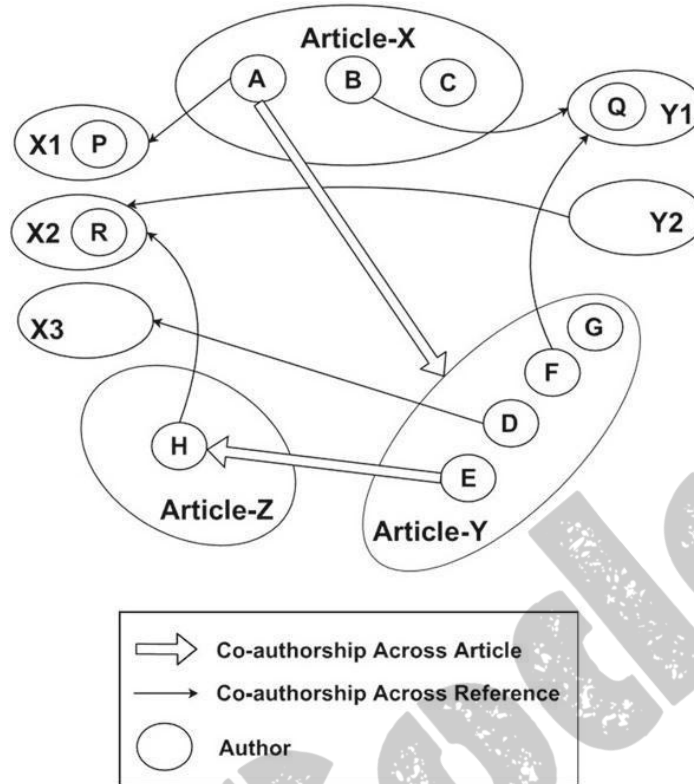 Article-X
A B C
X1 P
Q Y1
X2 R
Y2
X3
G
F
D
H
E
Article-Z
Article-Y
Co-authorship Across Article
Co-authorship Across Reference
Author